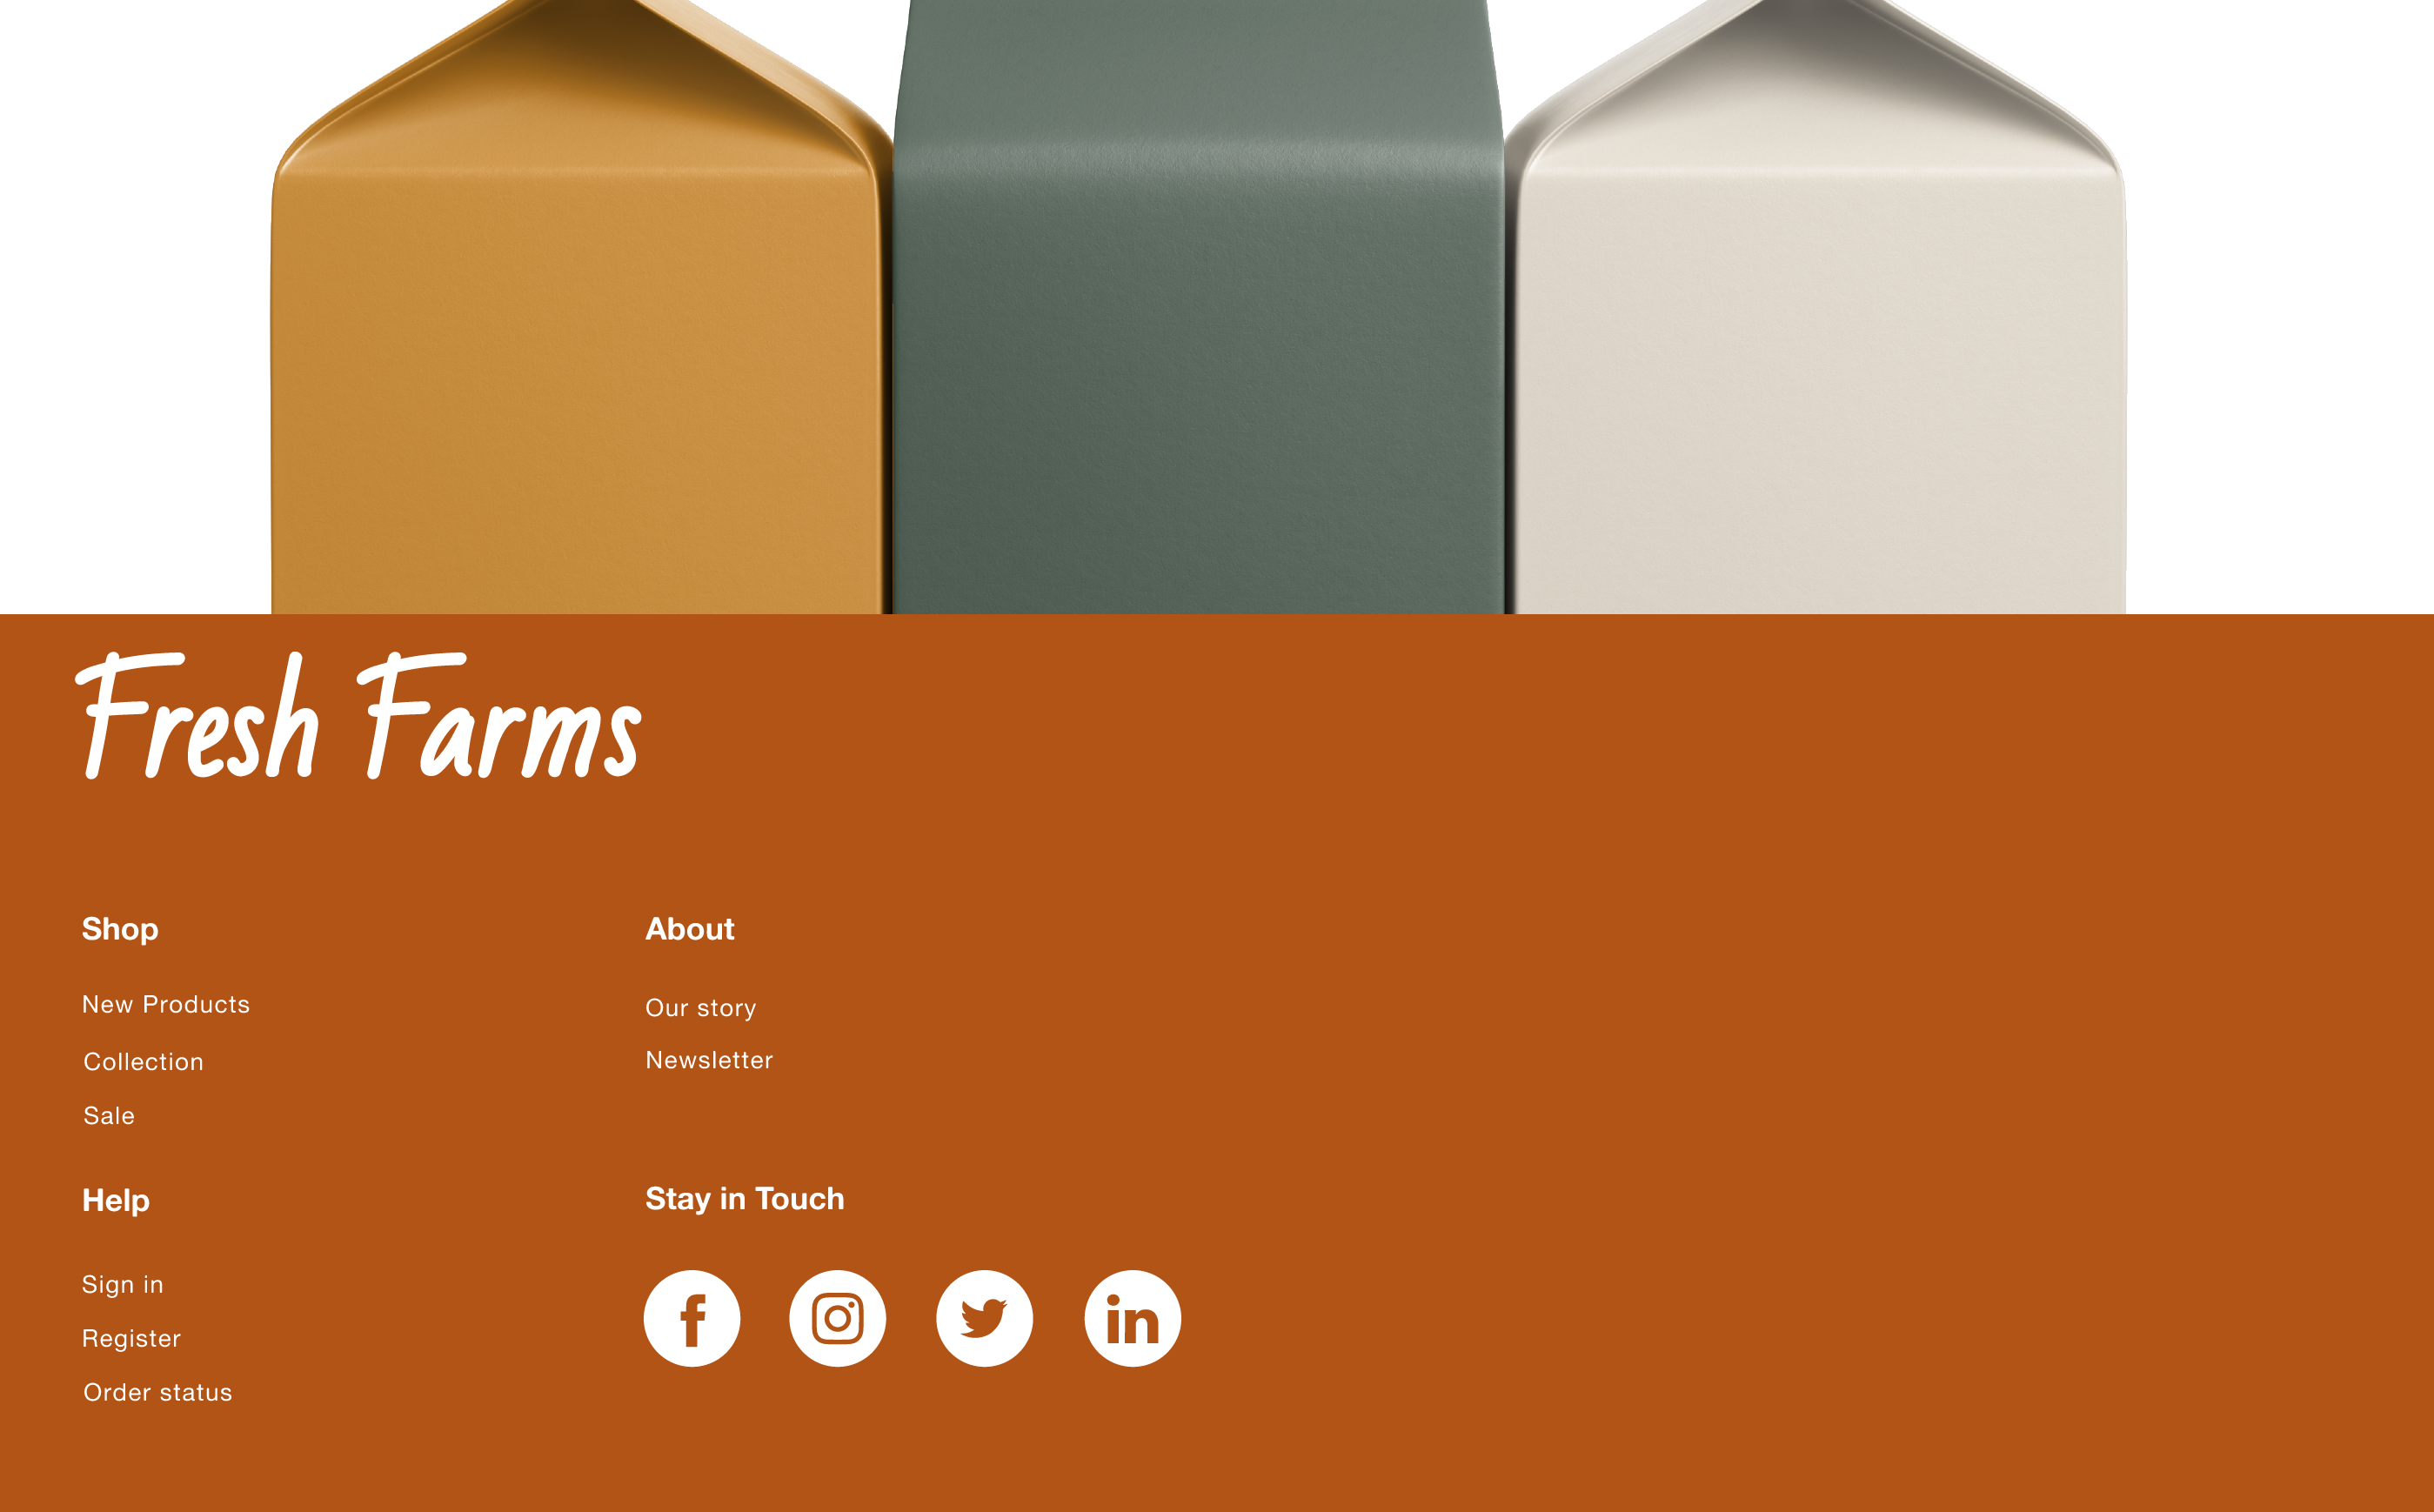 Fresh Farms
Shop
New Products
Collection
Sale
Help
Sign in
Register
Order status
About
Our story
Newsletter
Stay in Touch
f
in